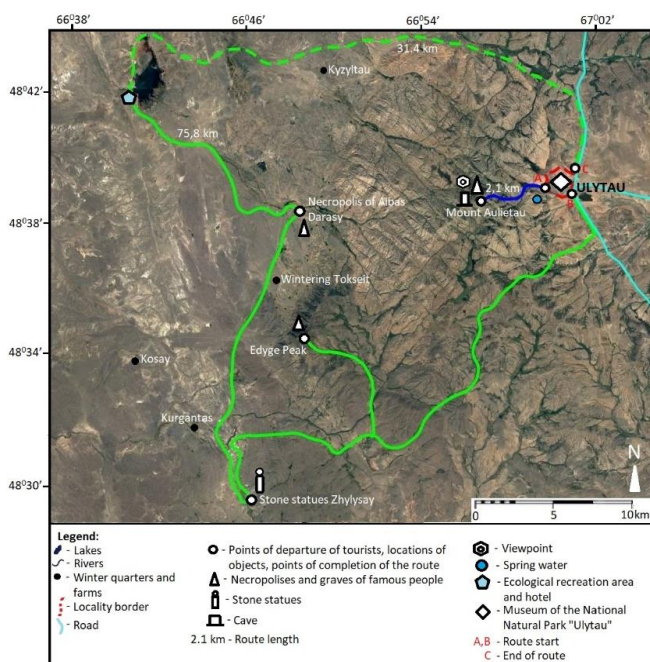 66°38'
66°46'
66°54'
67°02'
48°42'
48°38'
48°34'
48°30'
31.4 km
Kyzyltau
75,8 km
A
C
2,1 km
ULYTAU
B
Mount Aulietau
Necropolis of Aibas
Darasy
Wintering Tokseit
Edyge Peak
Kosay
Kurgantas
Stone statues Zhylysay
N
0
5
10km
Legend:
- Lakes
- Rivers
- Winter quarters and
farms
- Locality border
- Road
- Points of departure of tourists, locations of
objects, points of completion of the route
- Necropolises and graves of famous people
- Stone statues
- Cave
2.1 km - Route length
- Viewpoint
- Spring water
- Ecological recreation area
and hotel
- Museum of the National
Natural Park "Ulytau"
A,B - Route start
C - End of route